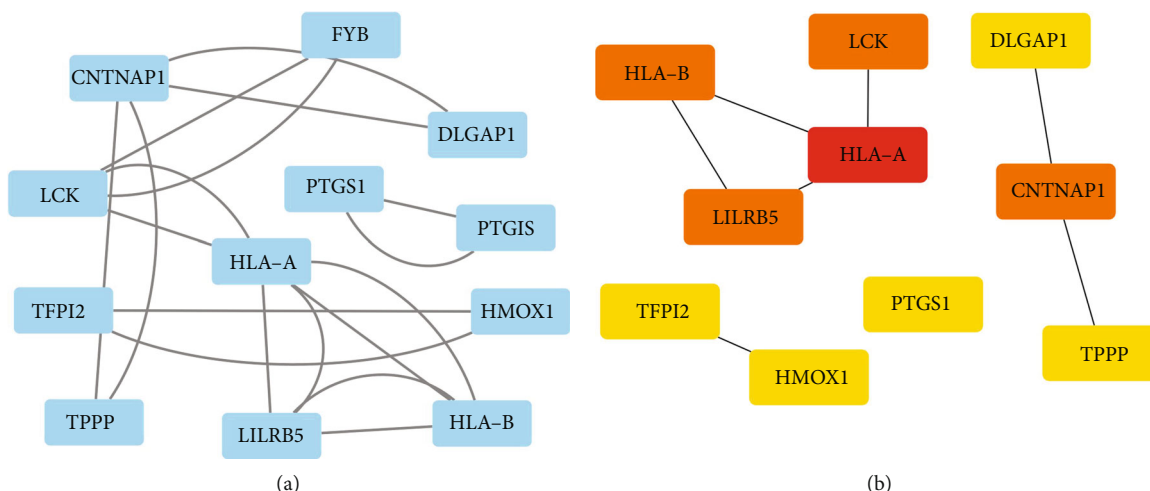 FYB
CNTNAP1
DLGAP1
LCK
PTGS1
PTGIS
HLA–A
TFPI2
HMOX1
TPPP
LILRB5
HLA–B
(a)
LCK
DLGAP1
HLA–B
HLA–A
CNTNAP1
LILRB5
TFPI2
PTGS1
HMOX1
TPPP
(b)